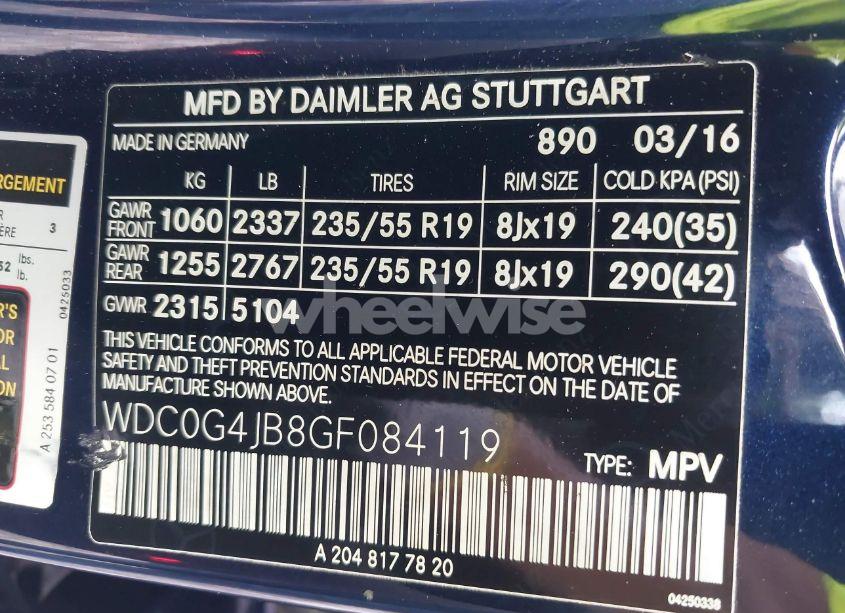 MFD BY DAIMLER AG STUTTGART
MADE IN GERMANY 890 03/16
KG LB TIRES RIM SIZE COLD KPA(PSI)
GAWR FRONT 1060 2337 235/55 R19 8Jx19 240(35)
GAWR REAR 1255 2767 235/55 R19 8Jx19 290(42)
GWR 2315 5104
wheelwise
THIS VEHICLE CONFORMS TO ALL APPLICABLE FEDERAL MOTOR VEHICLE
SAFETY AND THEFT PREVENTION STANDARDS IN EFFECT ON THE DATE OF
MANUFACTURE SHOWN ABOVE.
WDC0G4JB8GF084119
TYPE: MPV
A 204 817 78 20
04250338
3
lbs.
lb.
0425033
A 253 584 07 01